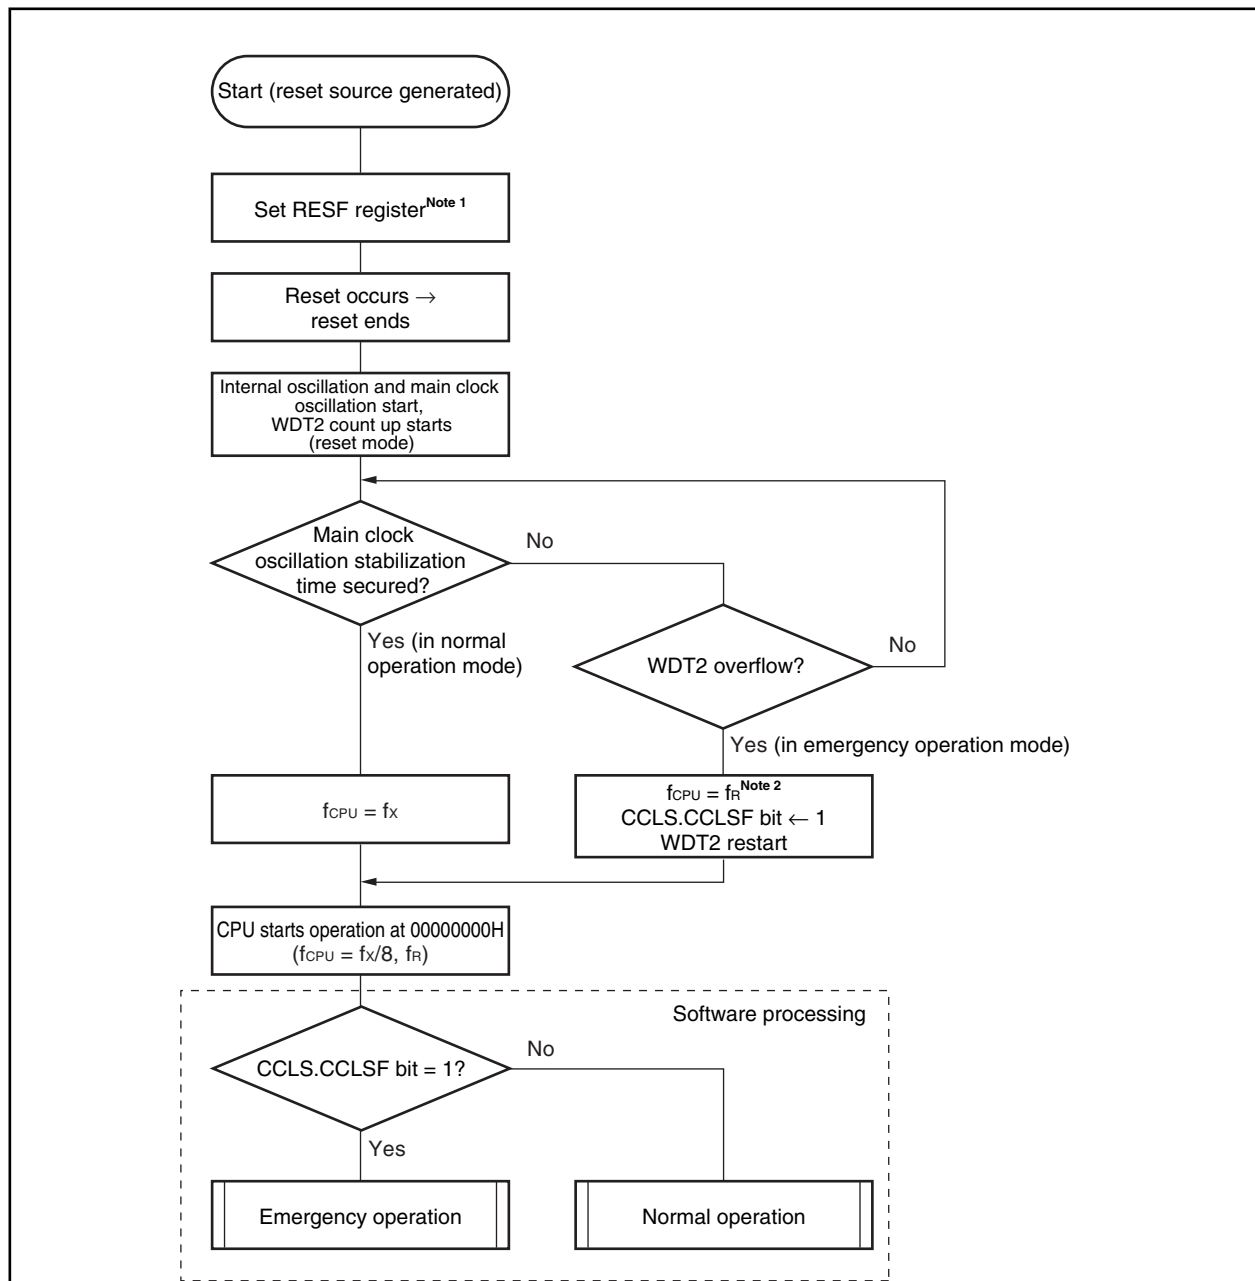 Start (reset source generated)
Set RESF register Note 1
Reset occurs →
reset ends
Internal oscillation and main clock
oscillation start,
WDT2 count up starts
(reset mode)
Main clock
oscillation stabilization
time secured?
No
Yes (in normal
operation mode)
WDT2 overflow?
No
Yes (in emergency operation mode)
fCPU = fX
fCPU = fR Note 2
CCLS.CCLSF bit ← 1
WDT2 restart
CPU starts operation at 00000000H
(fCPU = fX/8, fR)
Software processing
CCLS.CCLSF bit = 1?
No
Yes
Emergency operation
Normal operation